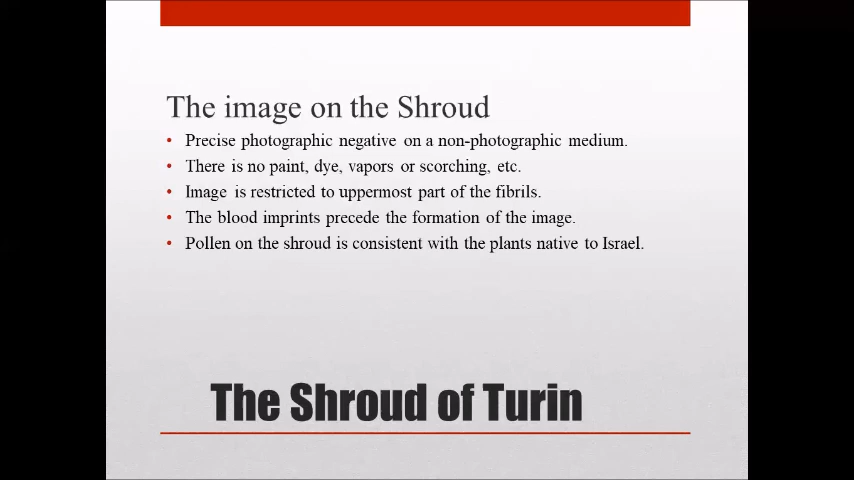 The image on the Shroud
• Precise photographic negative on a non-photographic medium.
• There is no paint, dye, vapors or scorching, etc.
• Image is restricted to uppermost part of the fibrils.
• The blood imprints precede the formation of the image.
• Pollen on the shroud is consistent with the plants native to Israel.
The Shroud of Turin